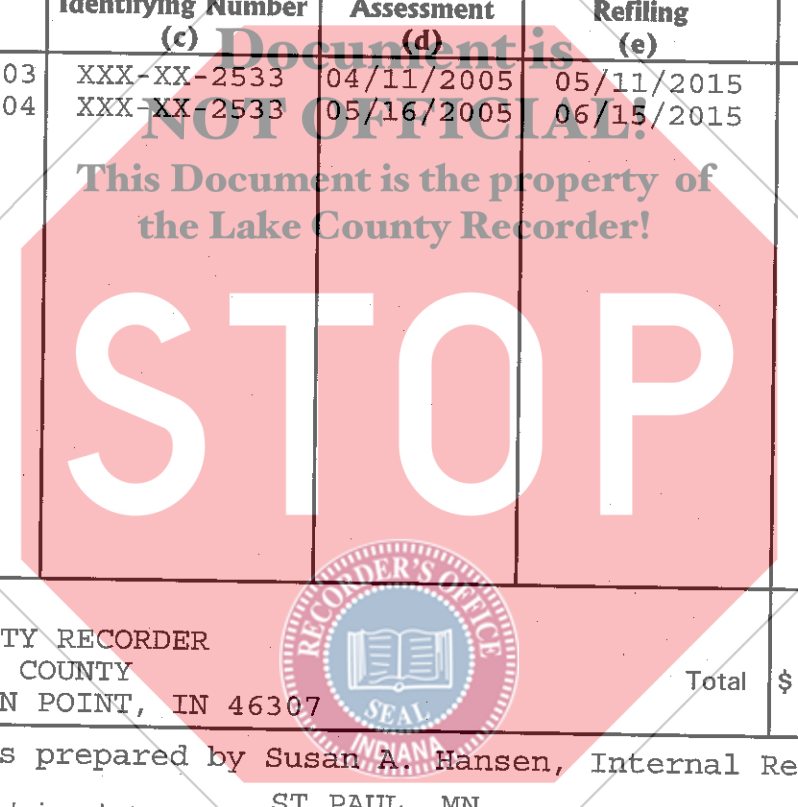 Identifying Number Assessment Refiling
(c) (d) (e)
Document is
03 XXX-XX-2533 04/11/2005 05/11/2015
04 XXX-XX-2533 05/16/2005 06/15/2015
NOT OFFICIAL!
This Document is the property of
the Lake County Recorder!
STOP
RECORDER'S OFFICE
SEAL
INDIANA
TY RECORDER
COUNTY
Total $
N POINT, IN 46307
s prepared by Susan A. Hansen, Internal Re
ST PAUL, MN